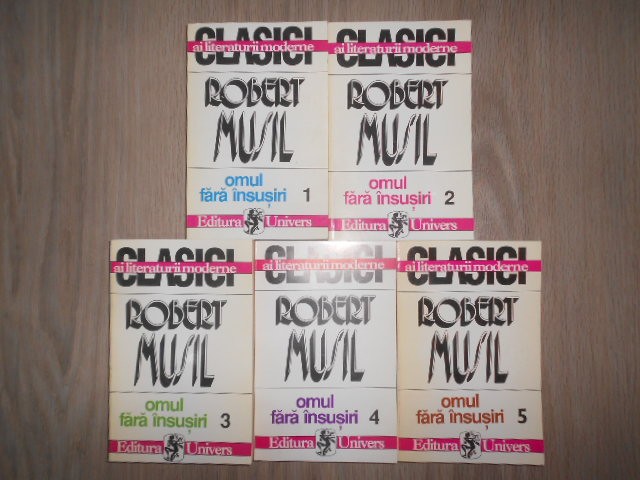 CLASICI
ai literaturii moderne
ROBERT
MUSIL
omul
fără însușiri 1
Editura Univers
CLASICI
ai literaturii moderne
ROBERT
MUSIL
omul
fără însușiri 2
Editura Univers
CLASICI
ai literaturii moderne
ROBERT
MUSIL
omul
fără însușiri 3
Editura Univers
CLASICI
ai literaturii moderne
ROBERT
MUSIL
omul
fără însușiri 4
Editura Univers
CLASICI
ai literaturii moderne
ROBERT
MUSIL
omul
fără însușiri 5
Editura Univers